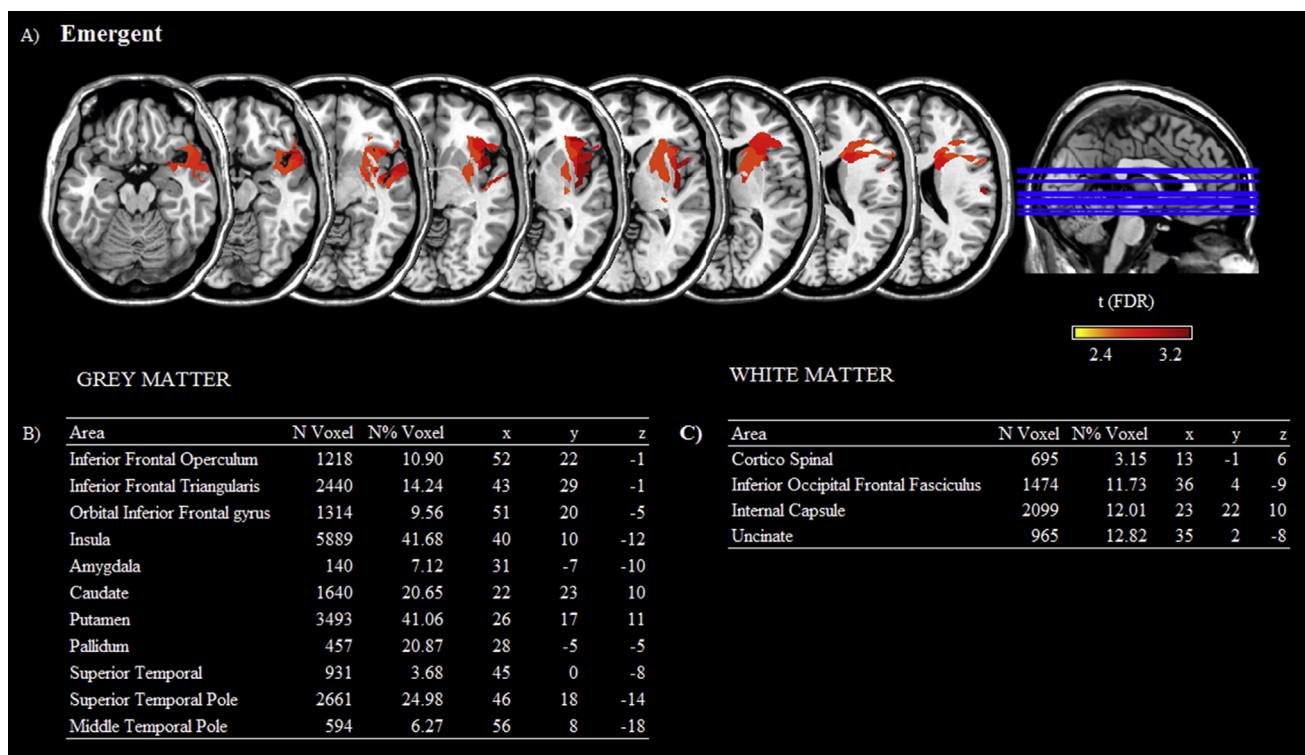 A) Emergent
t (FDR)
2.4 3.2
GREY MATTER
B) Area N Voxel N% Voxel x y z
Inferior Frontal Operculum 1218 10.90 52 22 -1
Inferior Frontal Triangularis 2440 14.24 43 29 -1
Orbital Inferior Frontal gyrus 1314 9.56 51 20 -5
Insula 5889 41.68 40 10 -12
Amygdala 140 7.12 31 -7 -10
Caudate 1640 20.65 22 23 10
Putamen 3493 41.06 26 17 11
Pallidum 457 20.87 28 -5 -5
Superior Temporal 931 3.68 45 0 -8
Superior Temporal Pole 2661 24.98 46 18 -14
Middle Temporal Pole 594 6.27 56 8 -18
WHITE MATTER
C) Area N Voxel N% Voxel x y z
Cortico Spinal 695 3.15 13 -1 6
Inferior Occipital Frontal Fasciculus 1474 11.73 36 4 -9
Internal Capsule 2099 12.01 23 22 10
Uncinate 965 12.82 35 2 -8